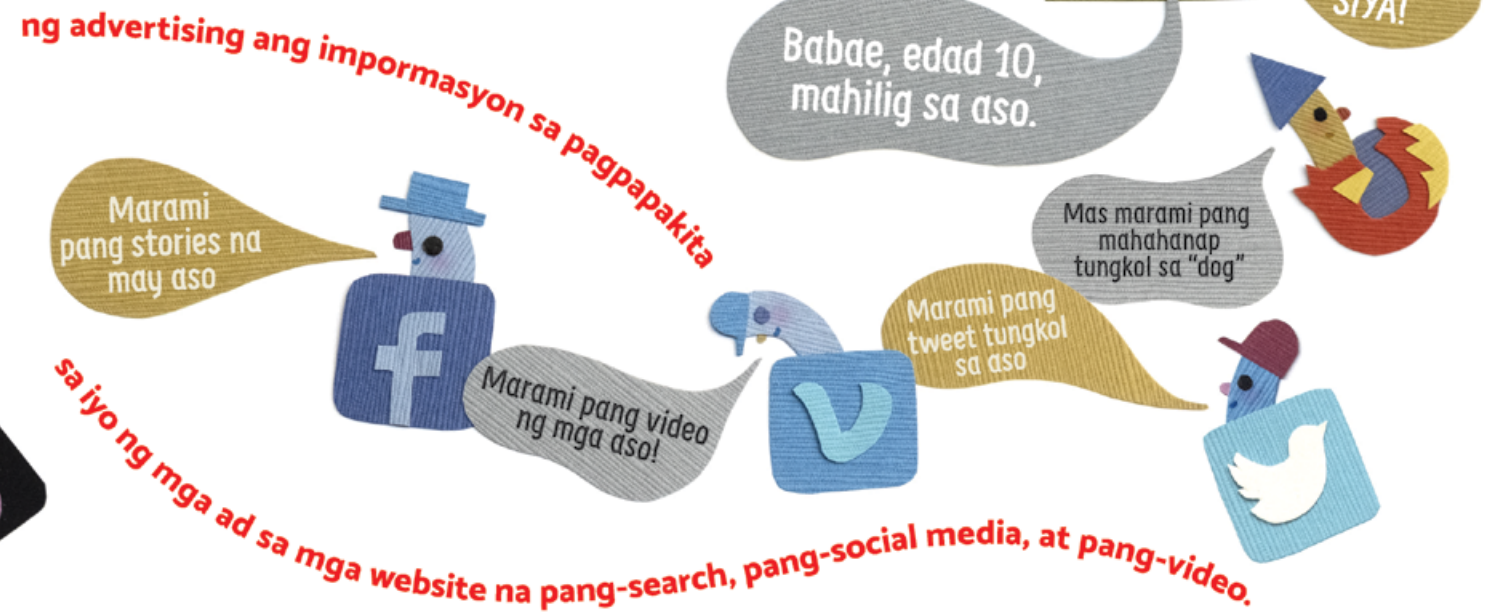 ng advertising ang impormasyon sa pagpapakita
SIYA!
Babae, edad 10,
mahilig sa aso.
Marami
pang stories na
may aso
Mas marami pang
mahahanap
tungkol sa “dog”
Marami pang
tweet tungkol
sa aso
Marami pang video
ng mga aso!
sa iyo ng mga ad sa mga website na pang-search, pang-social media, at pang-video.